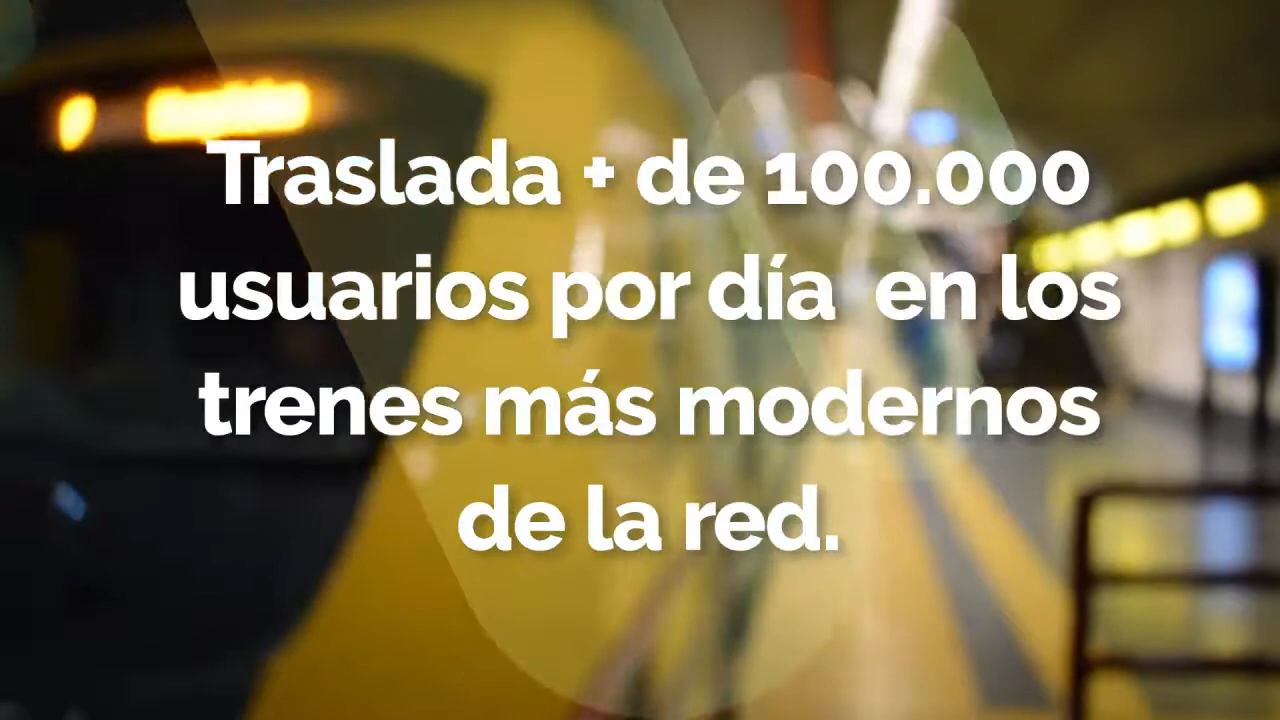 Traslada + de 100.000
usuarios por día  en los
trenes más modernos
de la red.